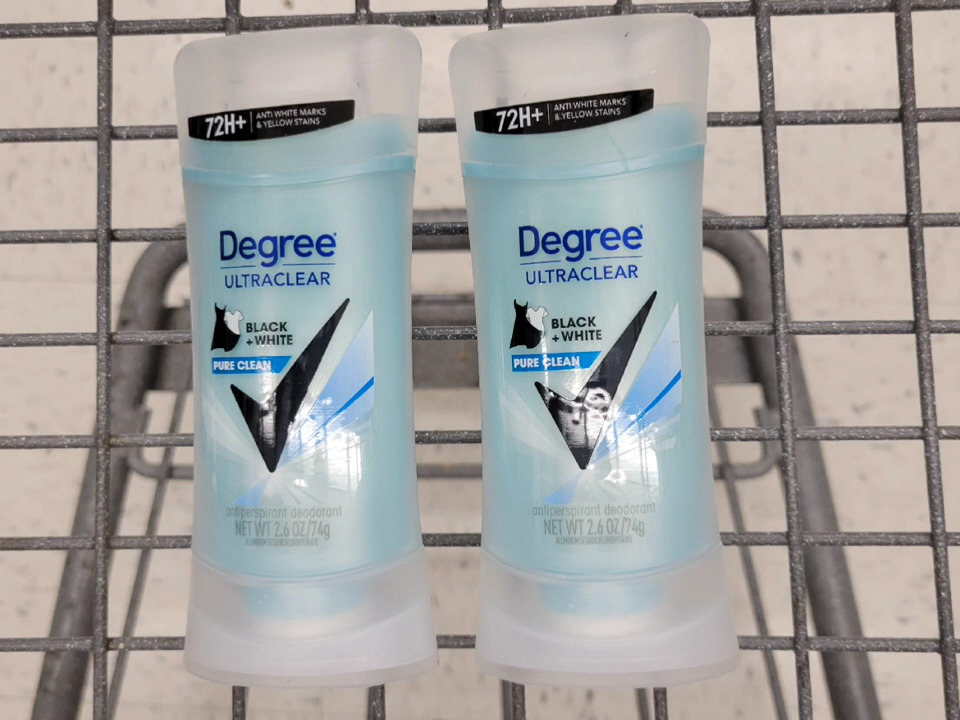 72H+ ANTI WHITE MARKS
& YELLOW STAINS
Degree
ULTRACLEAR
BLACK
+ WHITE
PURE CLEAN
antiperspirant deodorant
NET WT 2.6 OZ/74g
72H+ ANTI WHITE MARKS
& YELLOW STAINS
Degree
ULTRACLEAR
BLACK
+ WHITE
PURE CLEAN
antiperspirant deodorant
NET WT 2.6 OZ/74g